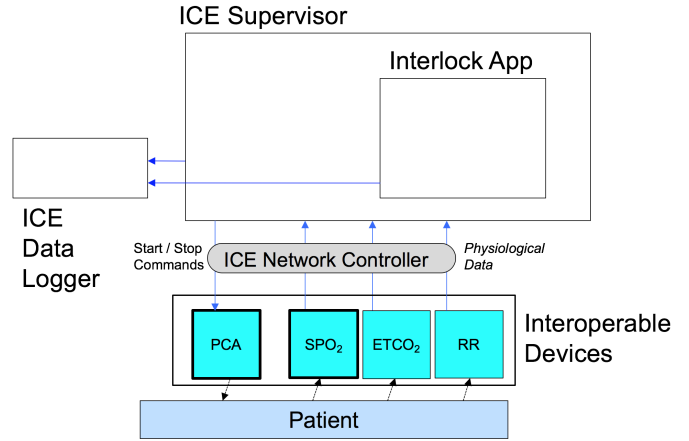 ICE Supervisor
Interlock App
ICE
Data
Logger
Start / Stop
Commands
ICE Network Controller
Physiological
Data
PCA
SPO₂
ETCO₂
RR
Interoperable
Devices
Patient